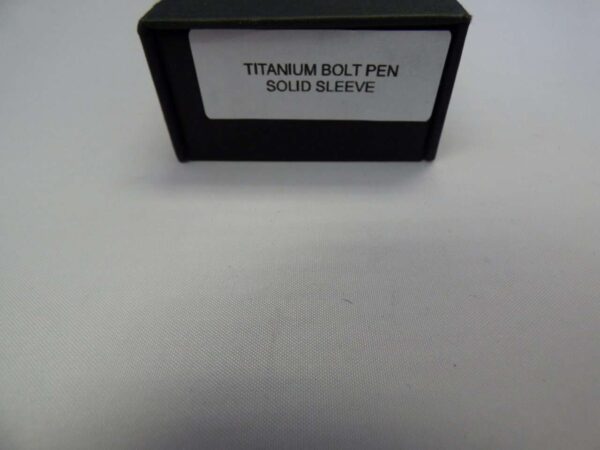 TITANIUM BOLT PEN
SOLID SLEEVE